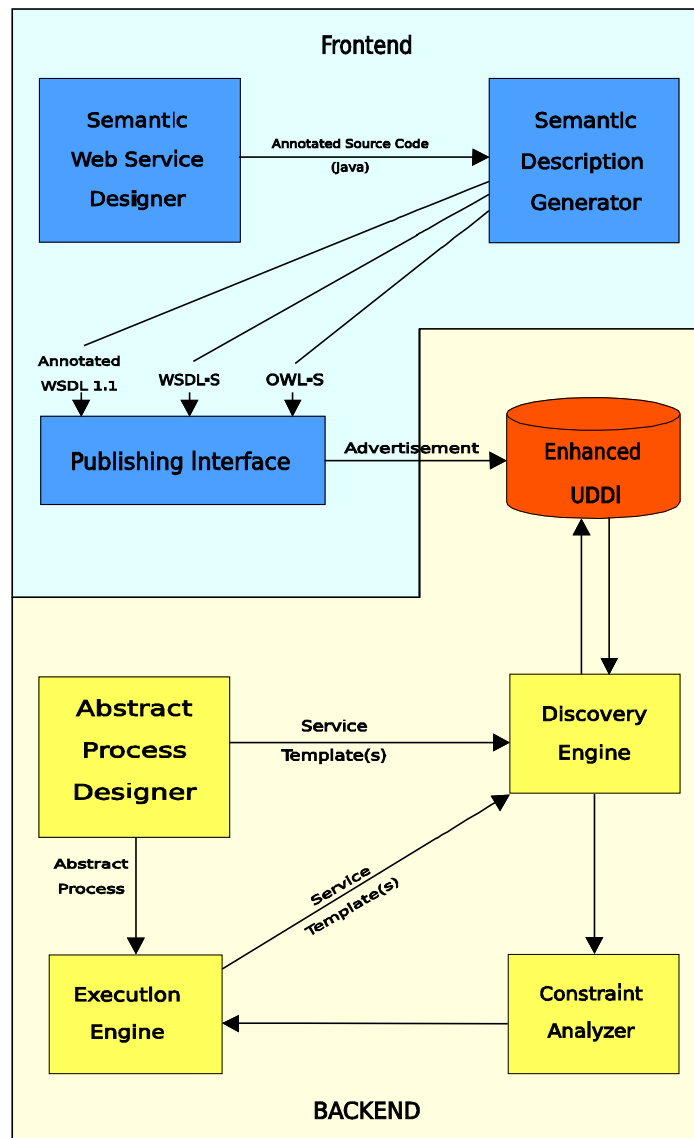 Frontend
Semantic
Web Service
Designer
Annotated Source Code
(Java)
Semantic
Description
Generator
Annotated
WSDL 1.1
WSDL-S
OWL-S
Publishing Interface
Advertisement
Enhanced
UDDI
Abstract
Process
Designer
Service
Template(s)
Discovery
Engine
Abstract
Process
Service
Template(s)
Execution
Engine
Constraint
Analyzer
BACKEND